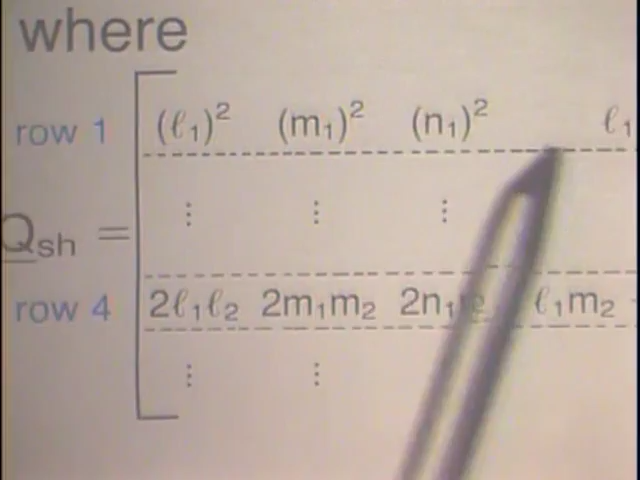 where
row 1 (ℓ₁)² (m₁)² (n₁)² ℓ₁
⋮ ⋮ ⋮
Qsh =
row 4 2ℓ₁ℓ₂ 2m₁m₂ 2n₁ ℓ₁m₂
⋮ ⋮